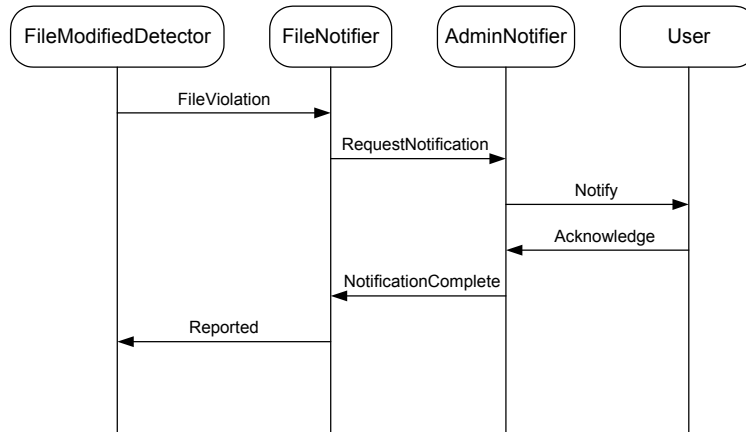 FileModifiedDetector
FileNotifier
AdminNotifier
User
FileViolation
RequestNotification
Notify
Acknowledge
NotificationComplete
Reported